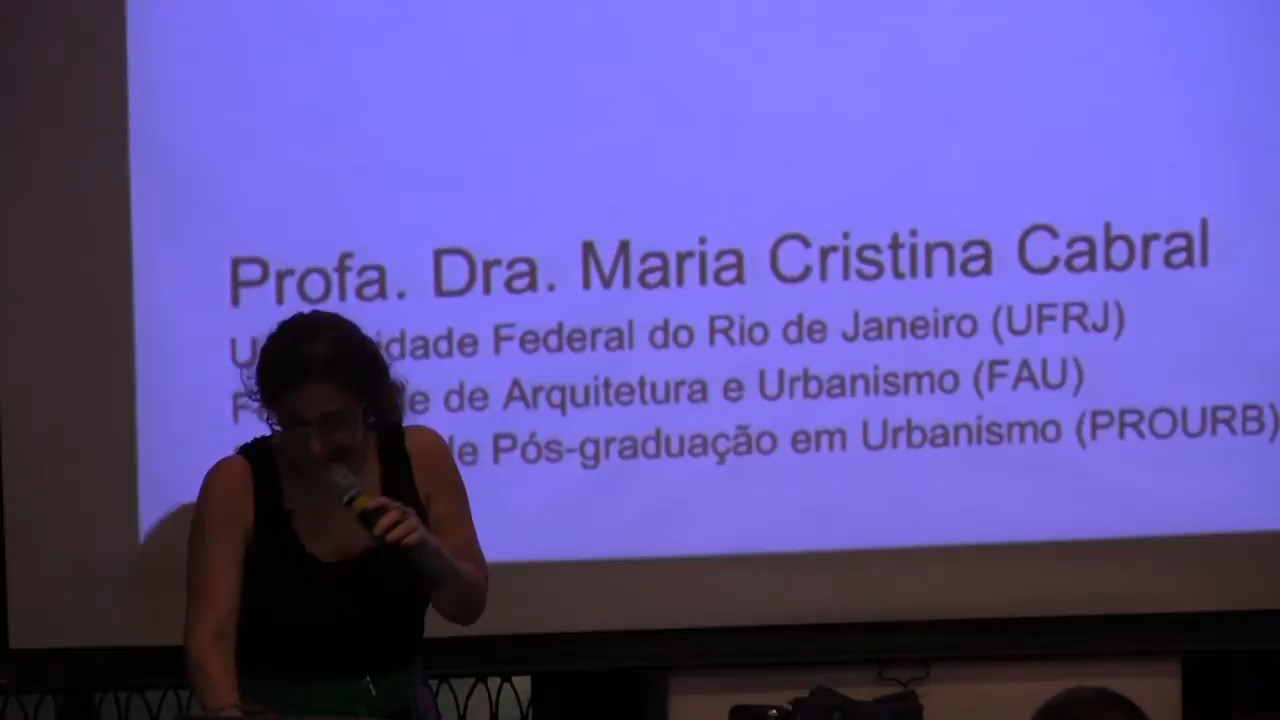 Profa. Dra. Maria Cristina Cabral
Federal do Rio de Janeiro (UFRJ)
de Arquitetura e Urbanismo (FAU)
de Pós-graduação em Urbanismo (PROURB)